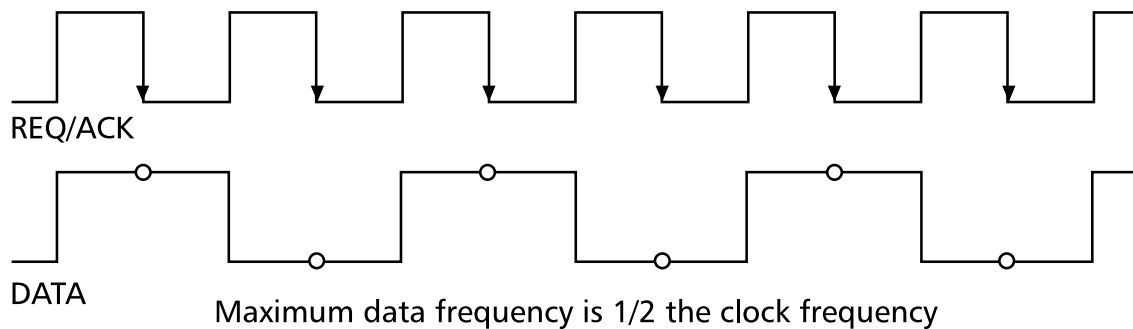 REQ/ACK
DATA
Maximum data frequency is 1/2 the clock frequency